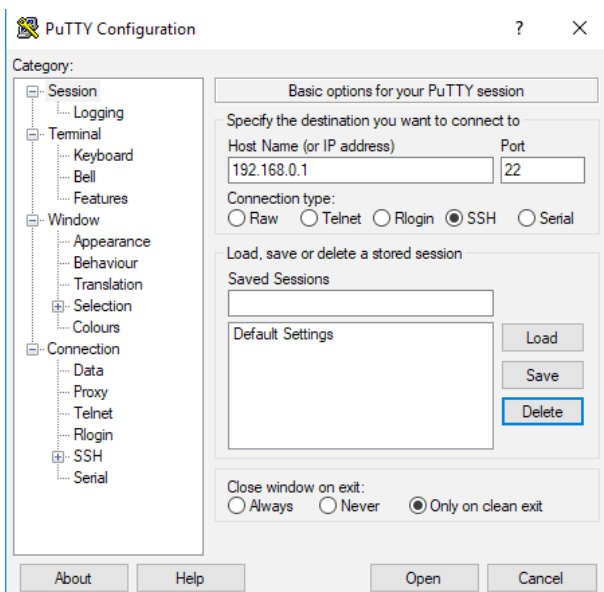 PuTTY Configuration
?
Category:
Session
Logging
Terminal
Keyboard
Bell
Features
Window
Appearance
Behaviour
Translation
Selection
Colours
Connection
Data
Proxy
Telnet
Rlogin
SSH
Serial
Basic options for your PuTTY session
Specify the destination you want to connect to
Host Name (or IP address) Port
192.168.0.1 22
Connection type:
Raw Telnet Rlogin SSH Serial
Load, save or delete a stored session
Saved Sessions
Default Settings
Load
Save
Delete
Close window on exit:
Always Never Only on clean exit
About Help Open Cancel